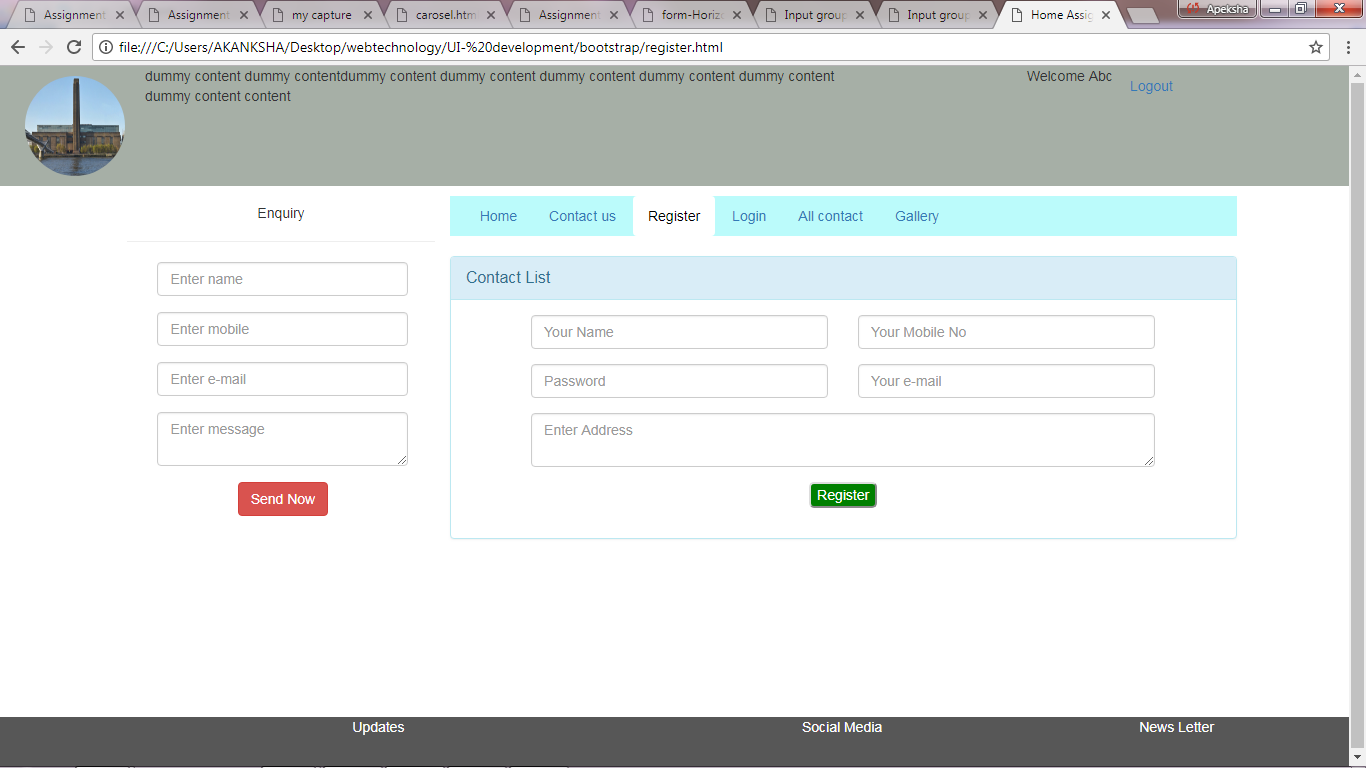 Assignment
Assignment
my capture
carosel.htm
Assignment
form-Horizo
Input group
Input group
Home Assig
Apeksha
file:///C:/Users/AKANKSHA/Desktop/webtechnology/UI-%20development/bootstrap/register.html
dummy content dummy contentdummy content dummy content dummy content dummy content dummy content
dummy content content
Welcome Abc
Logout
Enquiry
Home
Contact us
Register
Login
All contact
Gallery
Enter name
Enter mobile
Enter e-mail
Enter message
Send Now
Contact List
Your Name
Your Mobile No
Password
Your e-mail
Enter Address
Register
Updates
Social Media
News Letter